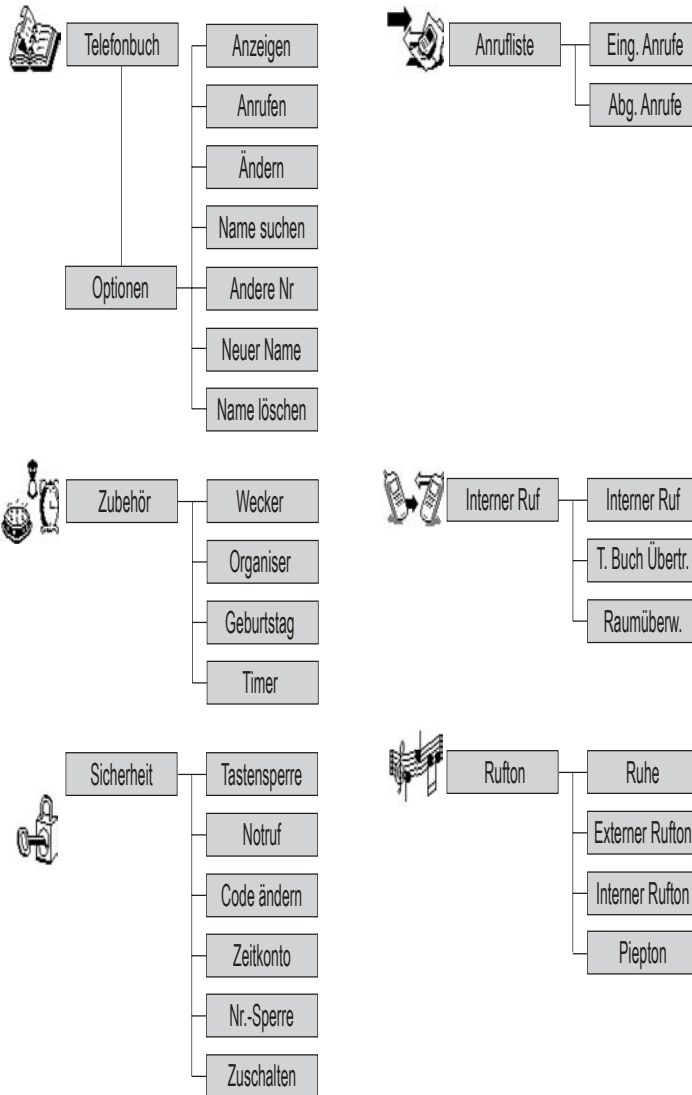 Telefonbuch
Anzeigen
Anrufen
Ändern
Name suchen
Optionen
Andere Nr
Neuer Name
Name löschen
Anrufliste
Eing. Anrufe
Abg. Anrufe
Zubehör
Wecker
Organiser
Geburtstag
Timer
Interner Ruf
Interner Ruf
T. Buch Übertr.
Raumüberw.
Sicherheit
Tastensperre
Notruf
Code ändern
Zeitkonto
Nr.-Sperre
Zuschalten
Rufton
Ruhe
Externer Rufton
Interner Rufton
Piepton